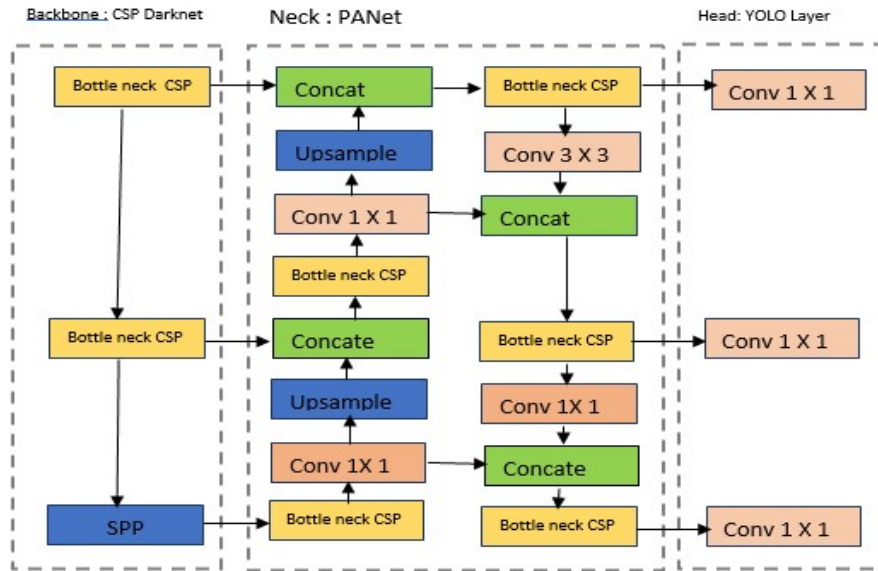 Backbone : CSP Darknet
Neck : PANet
Head: YOLO Layer
Bottle neck CSP
Concat
Bottle neck CSP
Conv 1 X 1
Upsample
Conv 3 X 3
Conv 1 X 1
Concat
Bottle neck CSP
Bottle neck CSP
Concate
Bottle neck CSP
Conv 1 X 1
Upsample
Conv 1X 1
Conv 1X 1
Concate
SPP
Bottle neck CSP
Bottle neck CSP
Conv 1 X 1